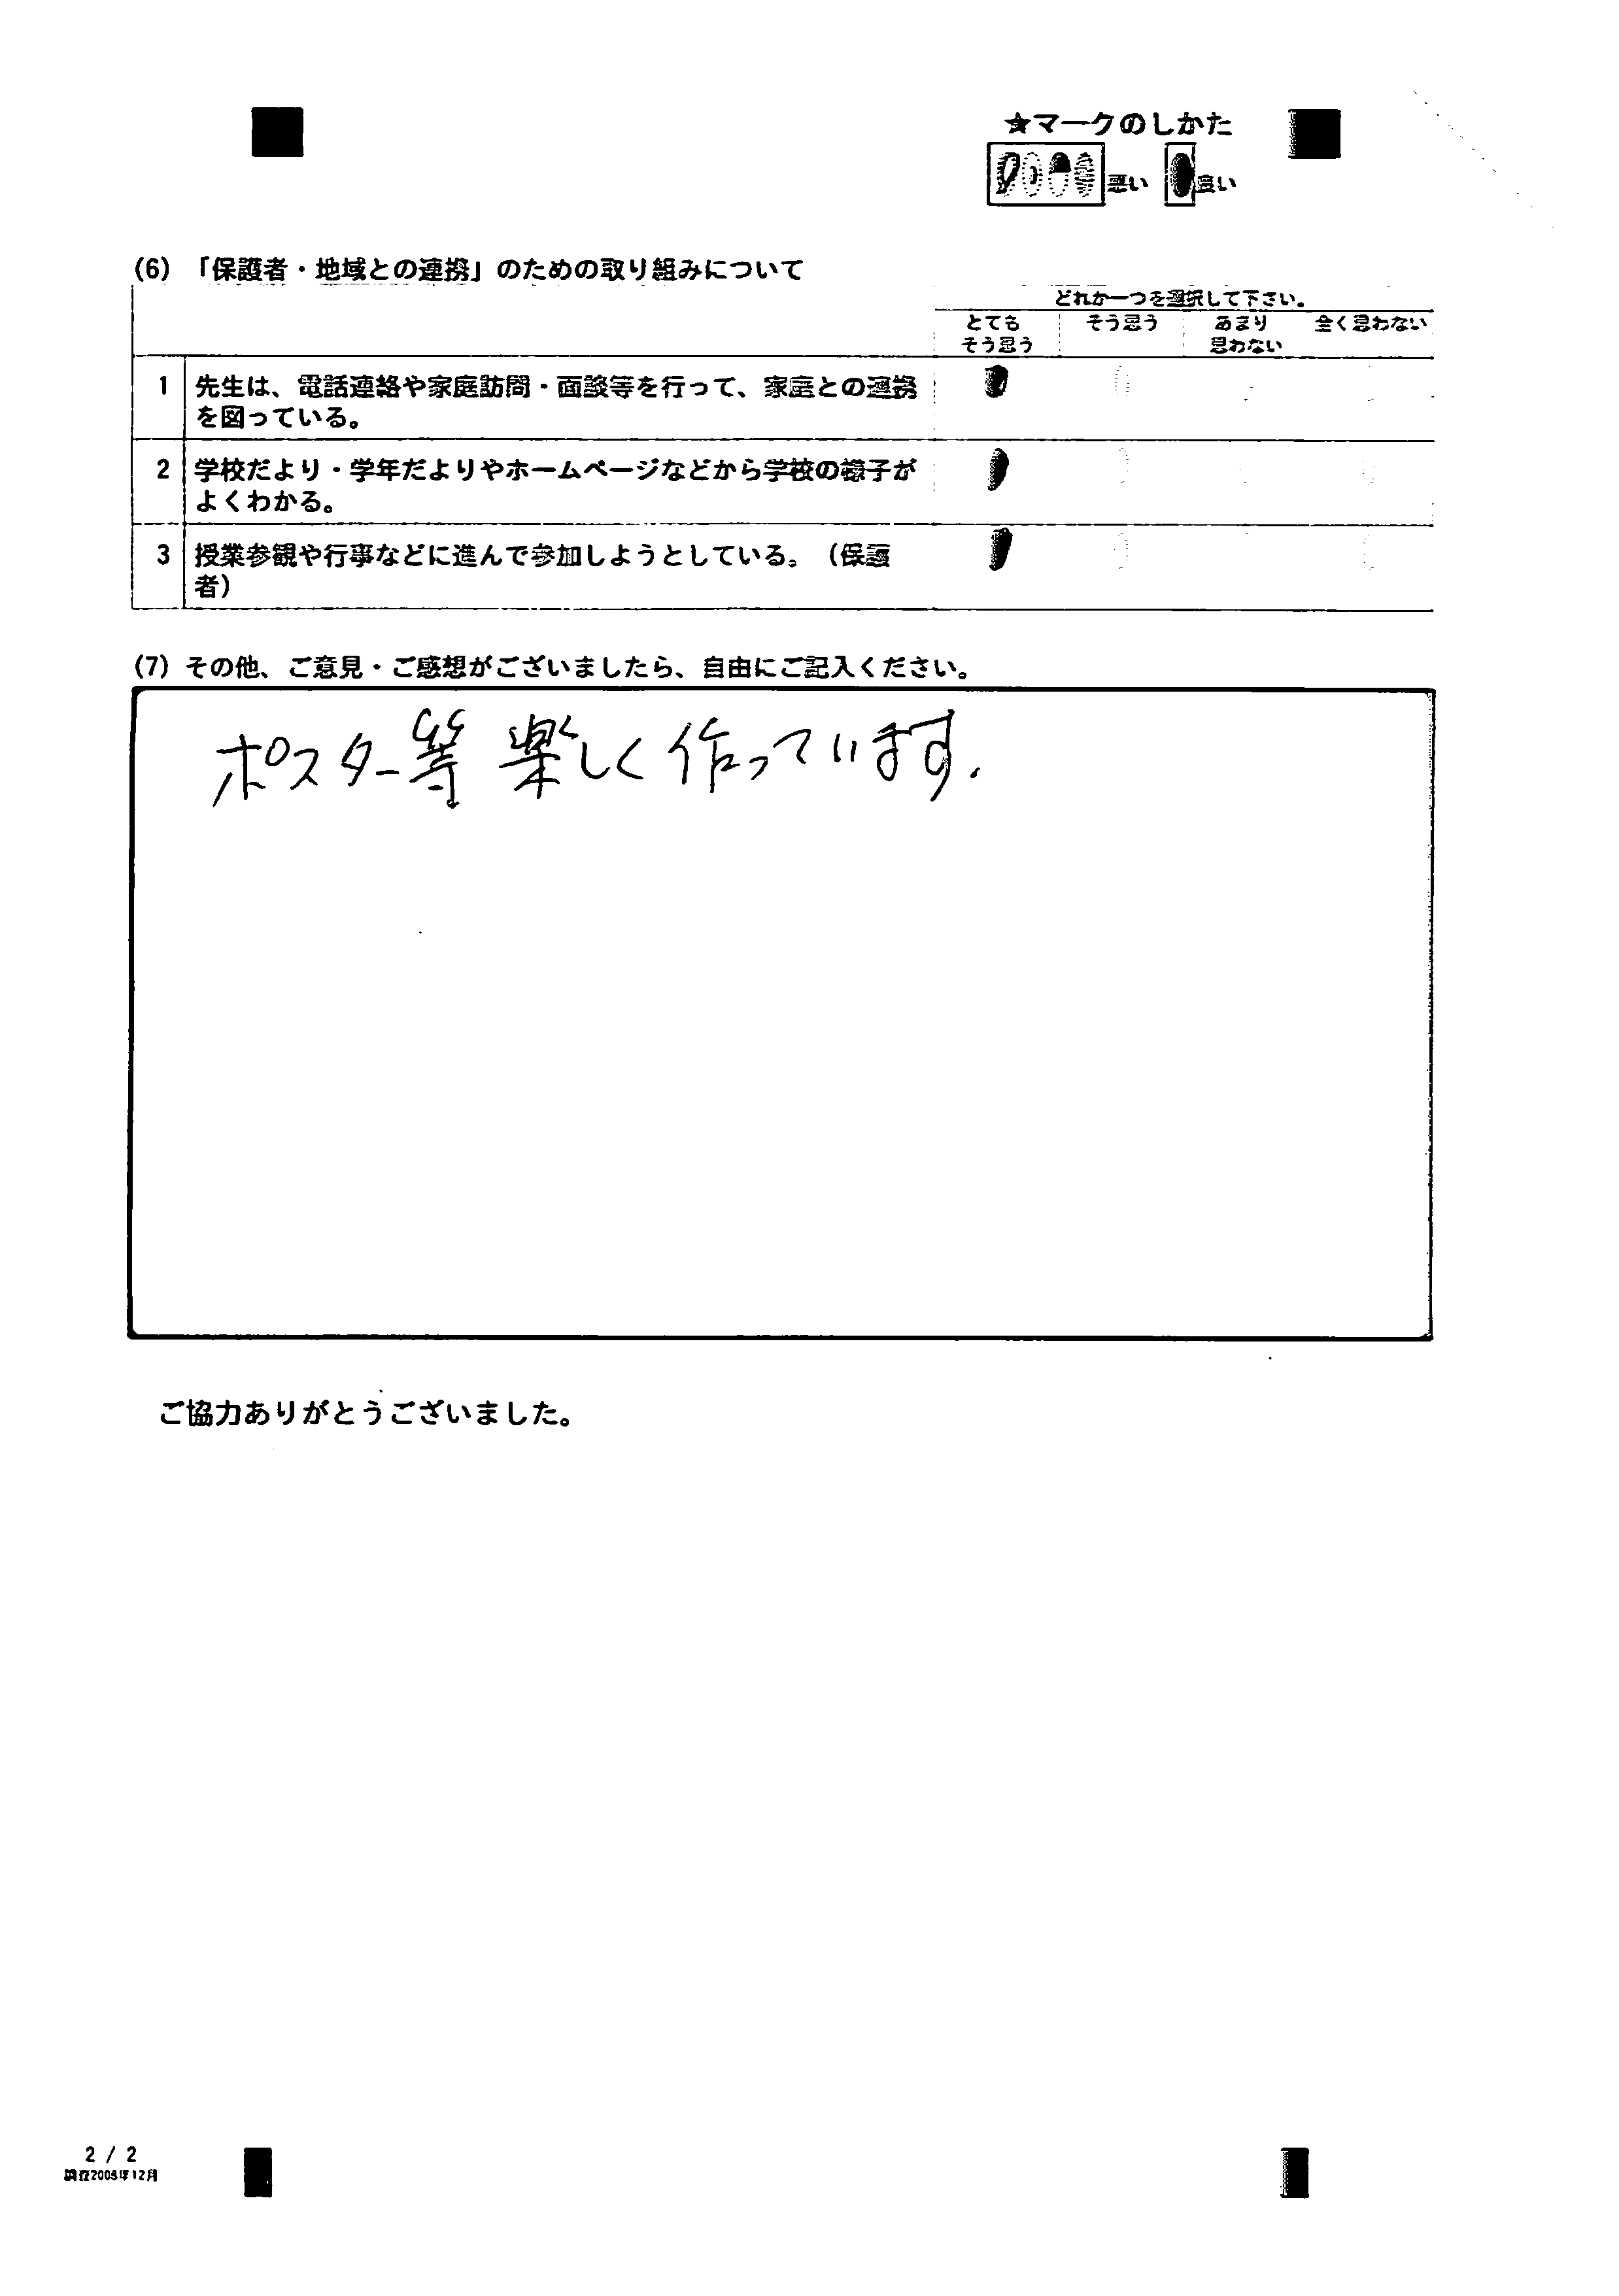 ★マークのしかた
悪い 良い
(6) 「保護者・地域との連携」のための取り組みについて
どれか一つを選択して下さい。
とても そう思う あまり 全く思わない
そう思う 思わない
1 先生は、電話連絡や家庭訪問・面談等を行って、家庭との連携
を図っている。
2 学校だより・学年だよりやホームページなどから学校の様子が
よくわかる。
3 授業参観や行事などに進んで参加しようとしている。（保護
者）
(7) その他、ご意見・ご感想がございましたら、自由にご記入ください。
ポスター等 楽しく作っています.
ご協力ありがとうございました。
2 / 2